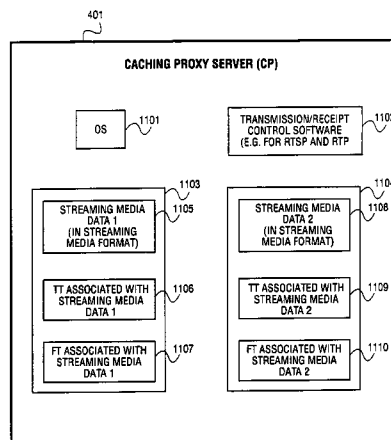 401
CACHING PROXY SERVER (CP)
OS
1101
TRANSMISSION/RECEIPT
CONTROL SOFTWARE
(E.G. FOR RTSP AND RTP
1102
1103
STREAMING MEDIA
DATA 1
(IN STREAMING
MEDIA FORMAT)
1105
TT ASSOCIATED WITH
STREAMING MEDIA
DATA 1
1106
FT ASSOCIATED WITH
STREAMING MEDIA
DATA 1
1107
1104
STREAMING MEDIA
DATA 2
(IN STREAMING
MEDIA FORMAT)
1108
TT ASSOCIATED WITH
STREAMING MEDIA
DATA 2
1109
FT ASSOCIATED WITH
STREAMING MEDIA
DATA 2
1110